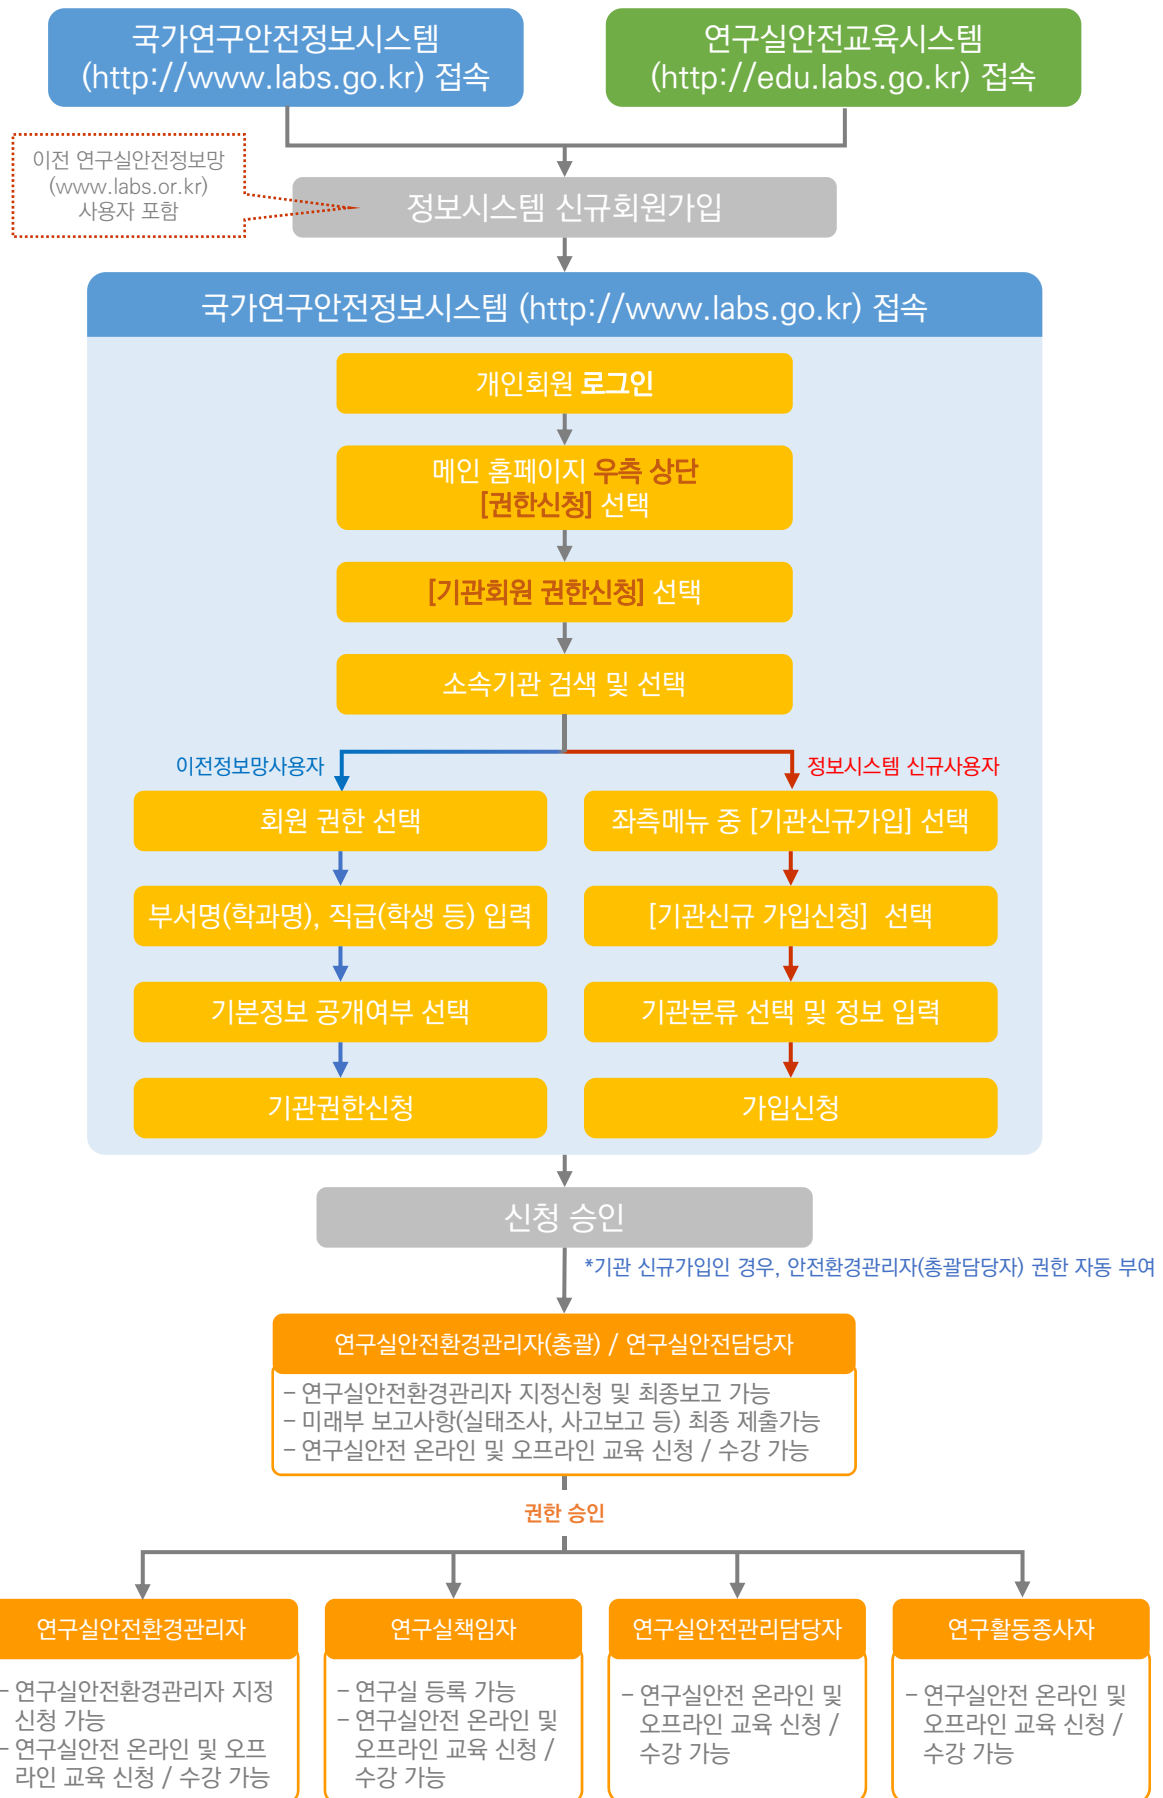 국가연구안전정보시스템
(http://www.labs.go.kr) 접속
연구실안전교육시스템
(http://edu.labs.go.kr) 접속
이전 연구실안전정보망
(www.labs.or.kr)
사용자 포함
정보시스템 신규회원가입
국가연구안전정보시스템 (http://www.labs.go.kr) 접속
개인회원 로그인
메인 홈페이지 우측 상단
[권한신청] 선택
[기관회원 권한신청] 선택
소속기관 검색 및 선택
이전정보망사용자
정보시스템 신규사용자
회원 권한 선택
부서명(학과명), 직급(학생 등) 입력
기본정보 공개여부 선택
기관권한신청
좌측메뉴 중 [기관신규가입] 선택
[기관신규 가입신청] 선택
기관분류 선택 및 정보 입력
가입신청
신청 승인
*기관 신규가입인 경우, 안전환경관리자(총괄담당자) 권한 자동 부여
연구실안전환경관리자(총괄) / 연구실안전담당자
- 연구실안전환경관리자 지정신청 및 최종보고 가능
- 미래부 보고사항(실태조사, 사고보고 등) 최종 제출가능
- 연구실안전 온라인 및 오프라인 교육 신청 / 수강 가능
권한 승인
연구실안전환경관리자
- 연구실안전환경관리자 지정
신청 가능
- 연구실안전 온라인 및 오프
라인 교육 신청 / 수강 가능
연구실책임자
- 연구실 등록 가능
- 연구실안전 온라인 및
오프라인 교육 신청 /
수강 가능
연구실안전관리담당자
- 연구실안전 온라인 및
오프라인 교육 신청 /
수강 가능
연구활동종사자
- 연구실안전 온라인 및
오프라인 교육 신청 /
수강 가능